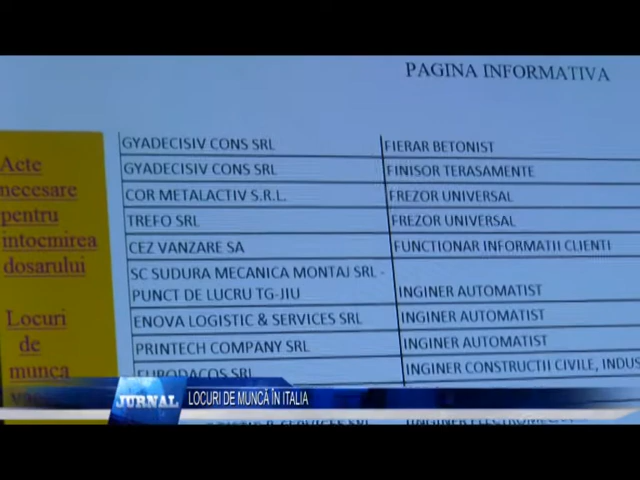 PAGINA INFORMATIVA
Acte
necesare
pentru
intocmirea
dosarului
Locuri
de
munca
GYADECISIV CONS SRL FIERAR BETONIST
GYADECISIV CONS SRL FINISOR TERASAMENTE
COR METALACTIV S.R.L. FREZOR UNIVERSAL
TREFO SRL FREZOR UNIVERSAL
CEZ VANZARE SA FUNCTIONAR INFORMATII CLIENTI
SC SUDURA MECANICA MONTAJ SRL -
PUNCT DE LUCRU TG-JIU INGINER AUTOMATIST
ENOVA LOGISTIC & SERVICES SRL INGINER AUTOMATIST
PRINTECH COMPANY SRL INGINER AUTOMATIST
EURODACOS SRL INGINER CONSTRUCTII CIVILE, INDUS
JURNAL LOCURI DE MUNCĂ ÎN ITALIA